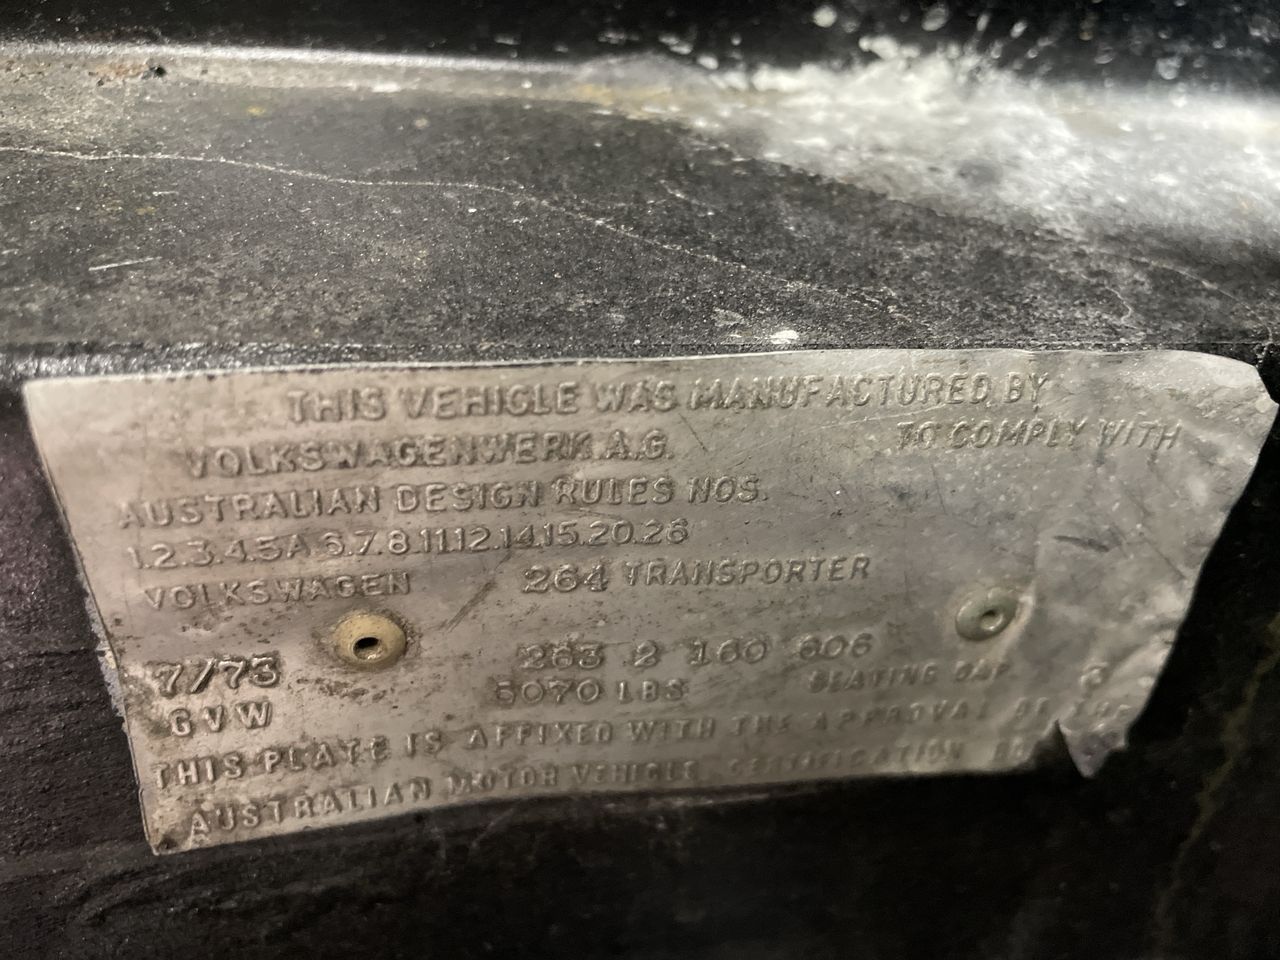 THIS VEHICLE WAS MANUFACTURED BY
VOLKSWAGENWERK A.G. TO COMPLY WITH
AUSTRALIAN DESIGN RULES NOS.
1.2.3.4.5A 6.7.8.11.12.14.15.20.26
VOLKSWAGEN 264 TRANSPORTER
7/73 263 2 160 606
GVW 5070 LBS SEATING CAP 3
THIS PLATE IS AFFIXED WITH THE APPROVAL OF THE
AUSTRALIAN MOTOR VEHICLE CERTIFICATION